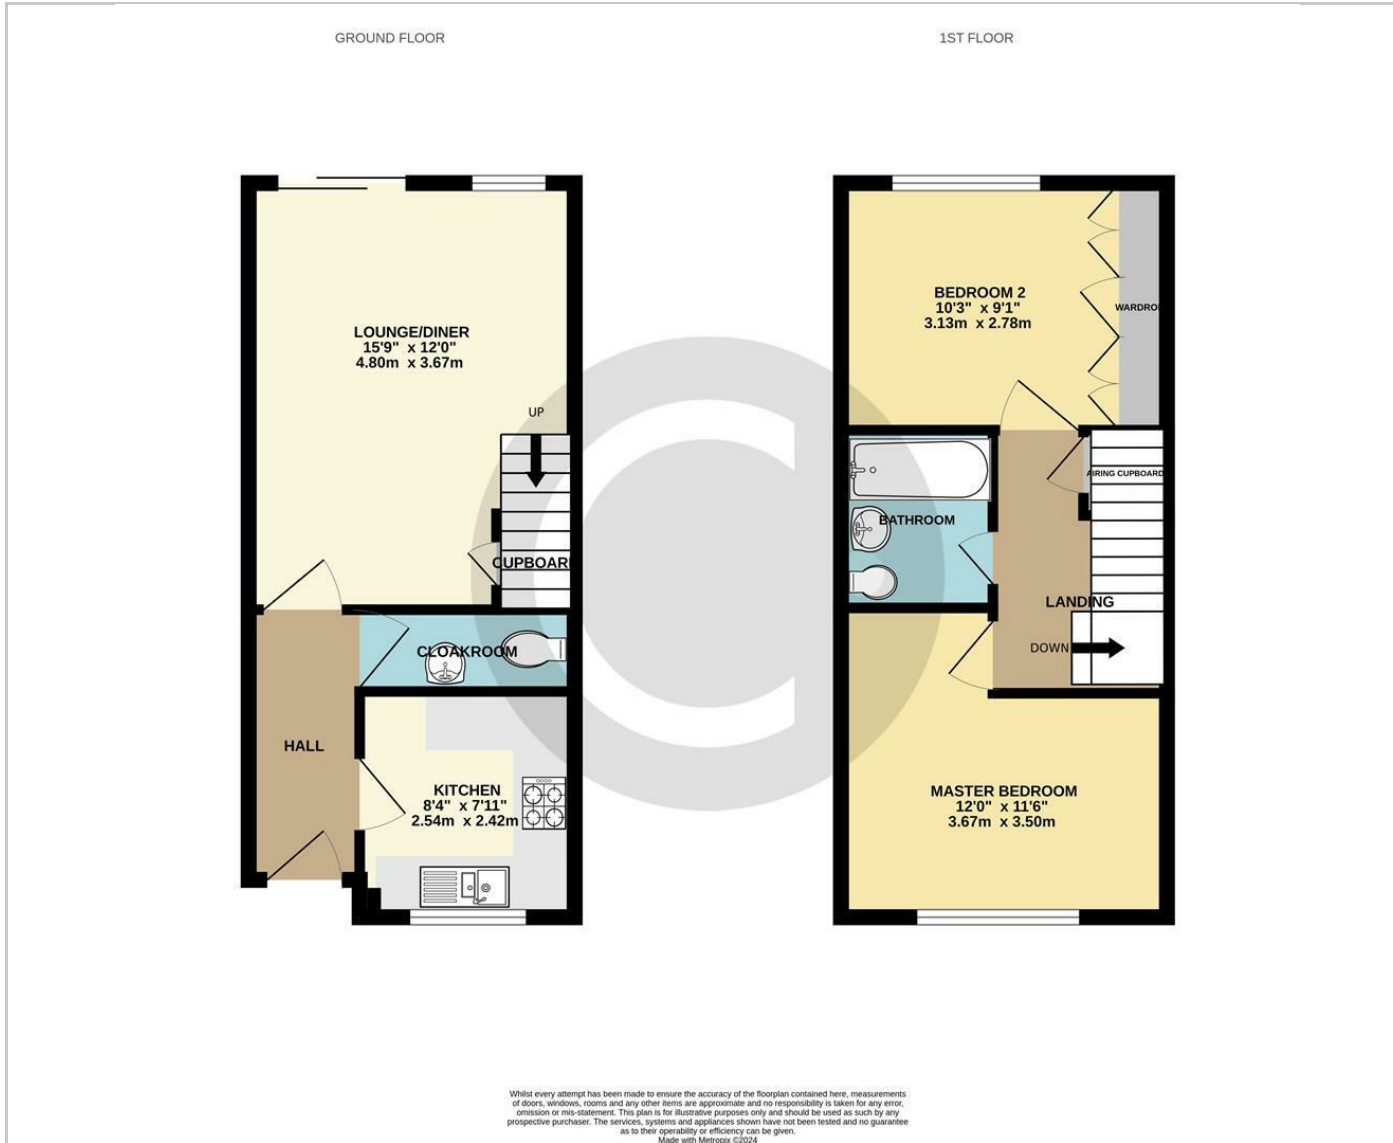 GROUND FLOOR
1ST FLOOR
LOUNGE/DINER
15'9" x 12'0"
4.80m x 3.67m
UP
CUPBOARD
CLOAKROOM
HALL
KITCHEN
8'4" x 7'11"
2.54m x 2.42m
BEDROOM 2
10'3" x 9'1"
3.13m x 2.78m
WARDROB
AIRING CUPBOARD
BATHROOM
LANDING
DOWN
MASTER BEDROOM
12'0" x 11'6"
3.67m x 3.50m
Whilst every attempt has been made to ensure the accuracy of the floorplan contained here, measurements
of doors, windows, rooms and any other items are approximate and no responsibility is taken for any error,
omission or mis-statement. This plan is for illustrative purposes only and should be used as such by any
prospective purchaser. The services, systems and appliances shown have not been tested and no guarantee
as to their operability or efficiency can be given.
Made with Metropix ©2024